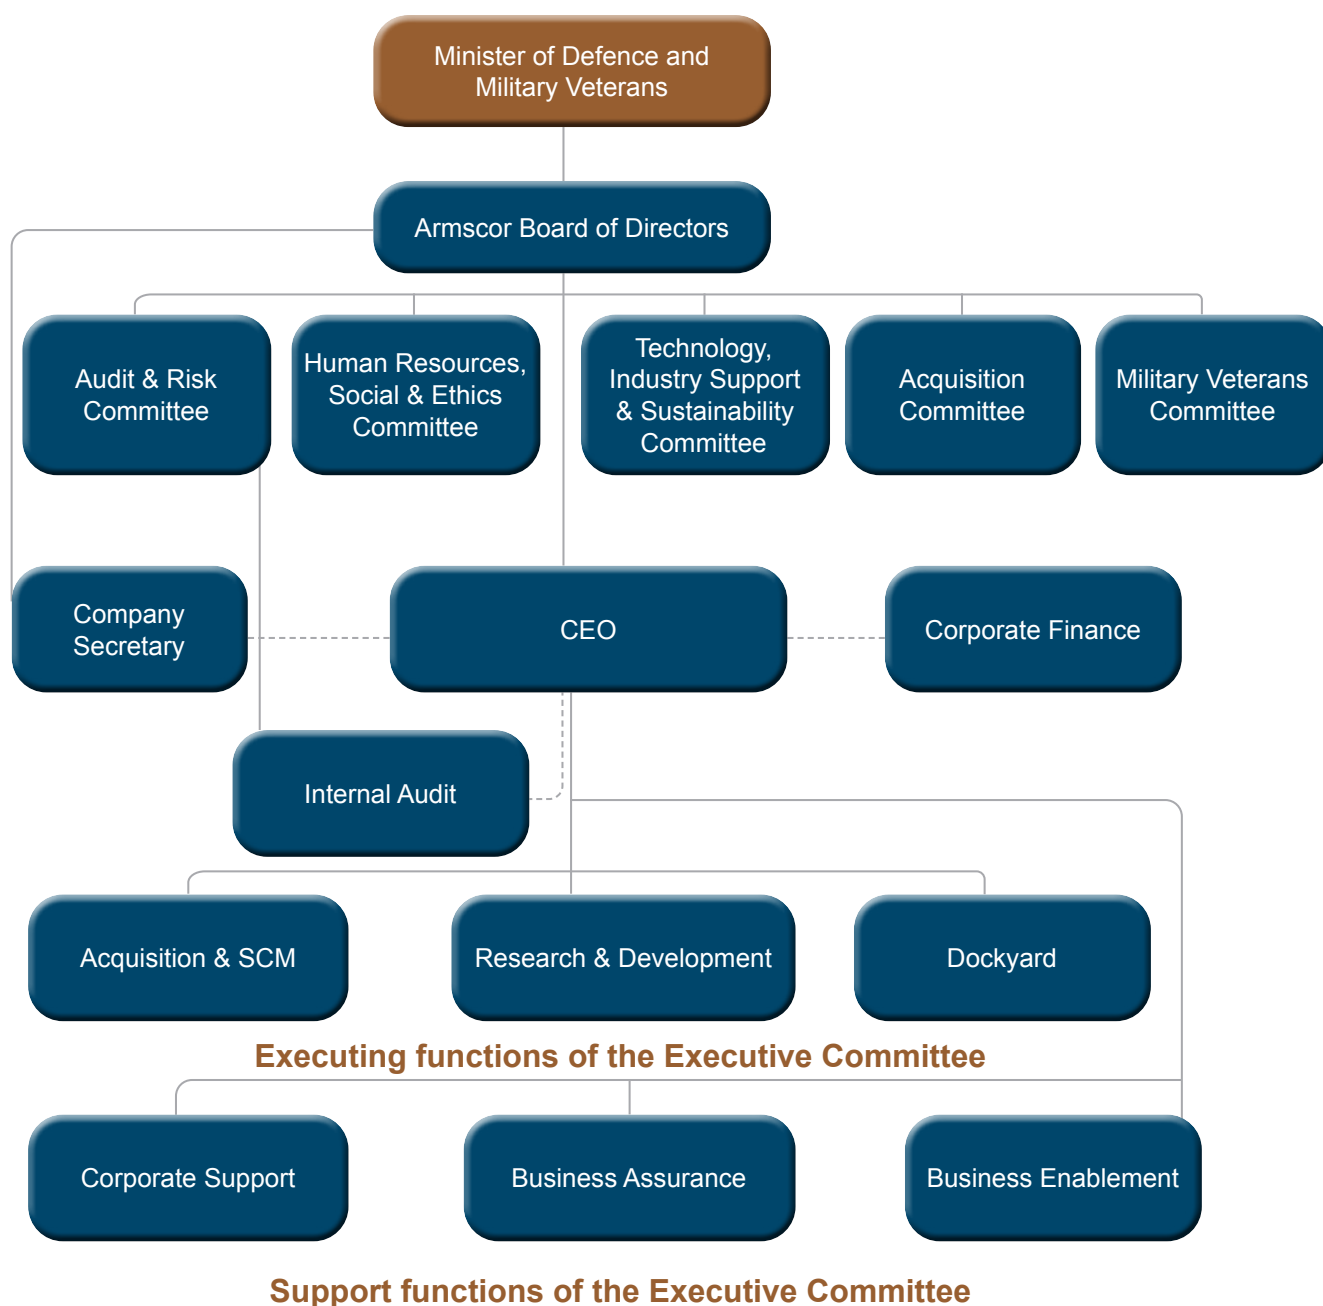 Minister of Defence and
Military Veterans
Armscor Board of Directors
Audit & Risk
Committee
Human Resources,
Social & Ethics
Committee
Technology,
Industry Support
& Sustainability
Committee
Acquisition
Committee
Military Veterans
Committee
Company
Secretary
CEO
Corporate Finance
Internal Audit
Acquisition & SCM
Research & Development
Dockyard
Executing functions of the Executive Committee
Corporate Support
Business Assurance
Business Enablement
Support functions of the Executive Committee